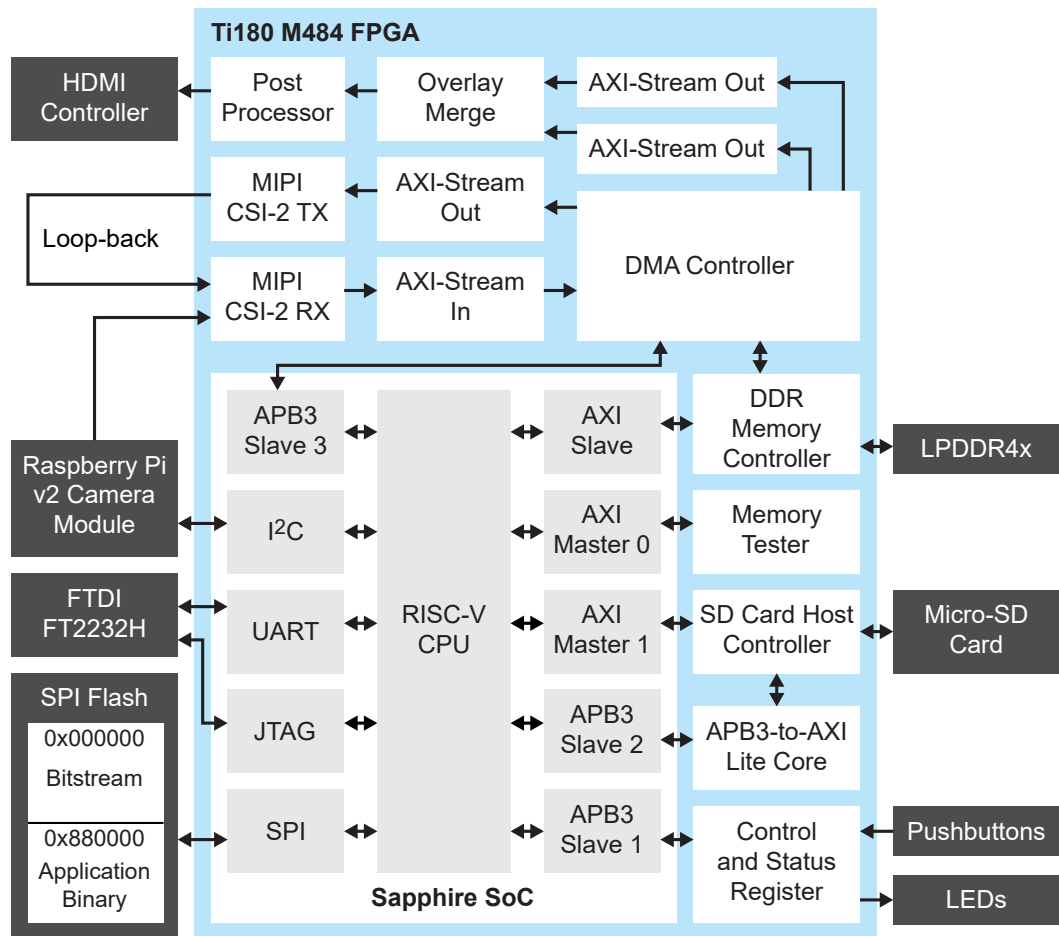 Ti180 M484 FPGA
HDMI
Controller
Post
Processor
Overlay
Merge
AXI-Stream Out
AXI-Stream Out
MIPI
CSI-2 TX
AXI-Stream
Out
Loop-back
DMA Controller
MIPI
CSI-2 RX
AXI-Stream
In
APB3
Slave 3
AXI
Slave
DDR
Memory
Controller
LPDDR4x
Raspberry Pi
v2 Camera
Module
I²C
AXI
Master 0
Memory
Tester
FTDI
FT2232H
UART
RISC-V
CPU
AXI
Master 1
SD Card Host
Controller
Micro-SD
Card
SPI Flash
0x000000
Bitstream
0x880000
Application
Binary
JTAG
APB3
Slave 2
APB3-to-AXI
Lite Core
SPI
APB3
Slave 1
Control
and Status
Register
Pushbuttons
LEDs
Sapphire SoC